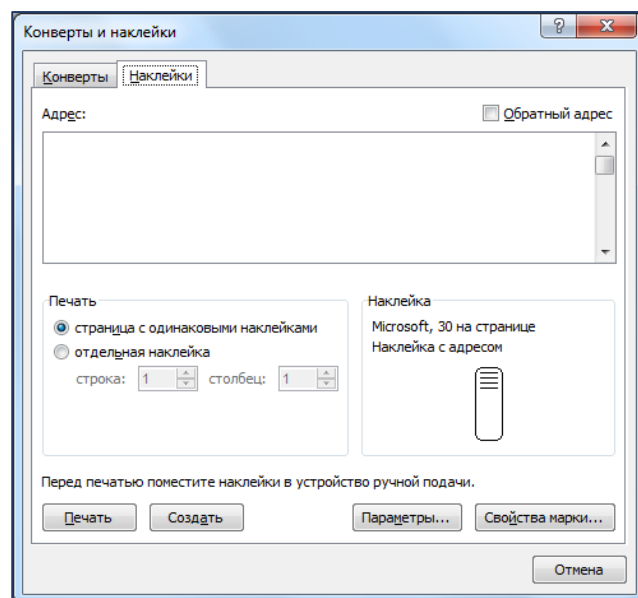 Конверты и наклейки
Конверты Наклейки
Адрес: Обратный адрес
Печать
страница с одинаковыми наклейками
отдельная наклейка
строка: 1 столбец: 1
Наклейка
Microsoft, 30 на странице
Наклейка с адресом
Перед печатью поместите наклейки в устройство ручной подачи.
Печать Создать Параметры... Свойства марки...
Отмена